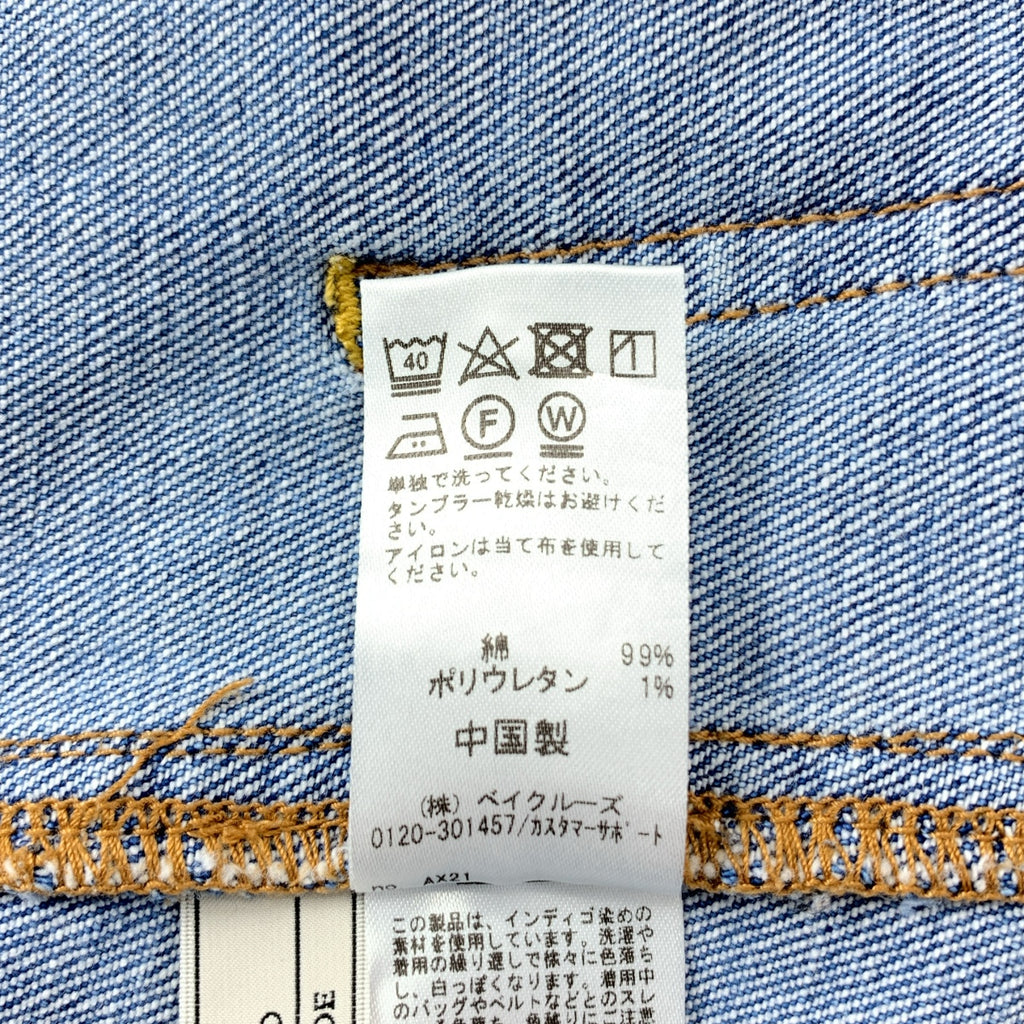 40
F
W
単独で洗ってください。
タンブラー乾燥はお避けくだ
さい。
アイロンは当て布を使用して
ください。
綿 99%
ポリウレタン 1%
中国製
(株) ベイクルーズ
0120-301457/カスタマーサポート
no. AX21
この製品は、インディゴ染めの
素材を使用しています。洗濯や
着用の繰り返しで徐々に色落ち
し、白っぽくなります。着用中
のバッグやベルトなどとのスレ